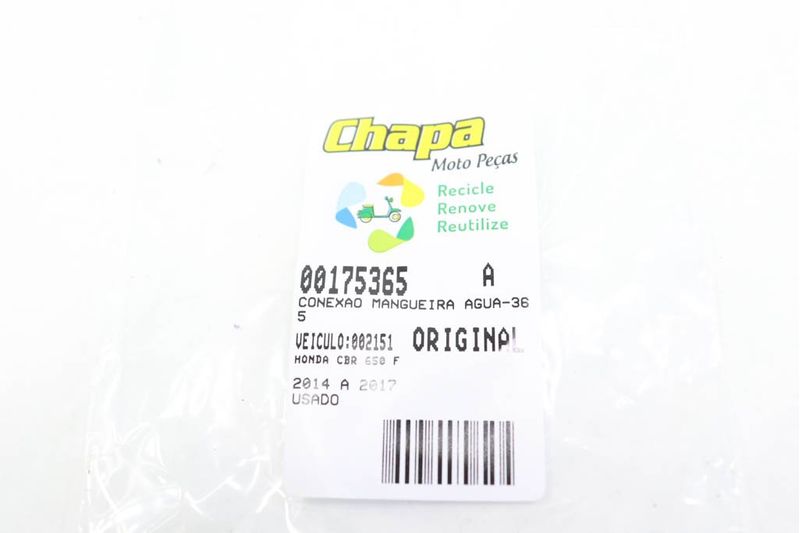 Chapa
Moto Peças
Recicle
Renove
Reutilize
00175365 A
CONEXAO MANGUEIRA AGUA-36
5
VEICULO:002151 ORIGINAL
HONDA CBR 650 F
2014 A 2017
USADO